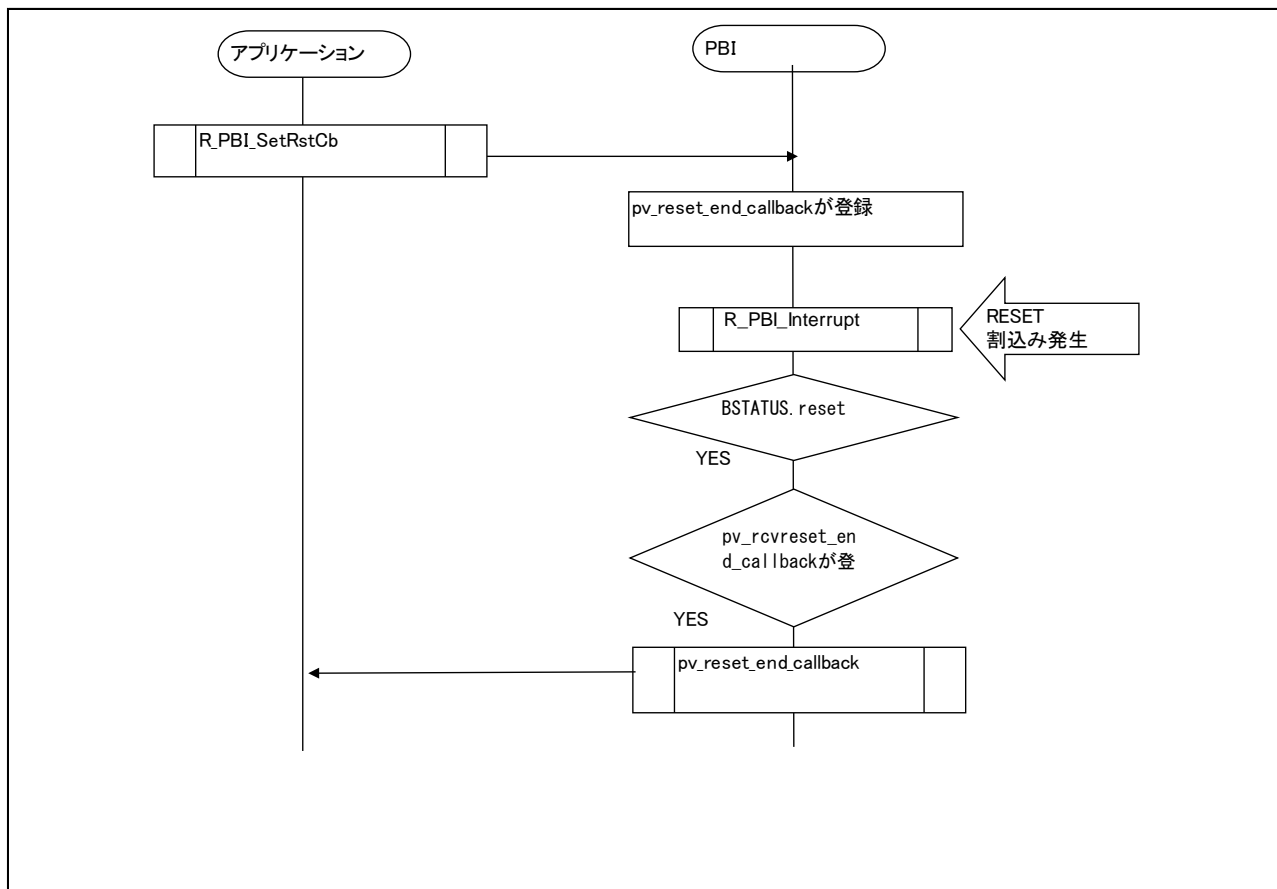 アプリケーション
PBI
R_PBI_SetRstCb
pv_reset_end_callbackが登録
R_PBI_Interrupt
RESET
割込み発生
BSTATUS.reset
YES
pv_rcvreset_en
d_callbackが登
YES
pv_reset_end_callback